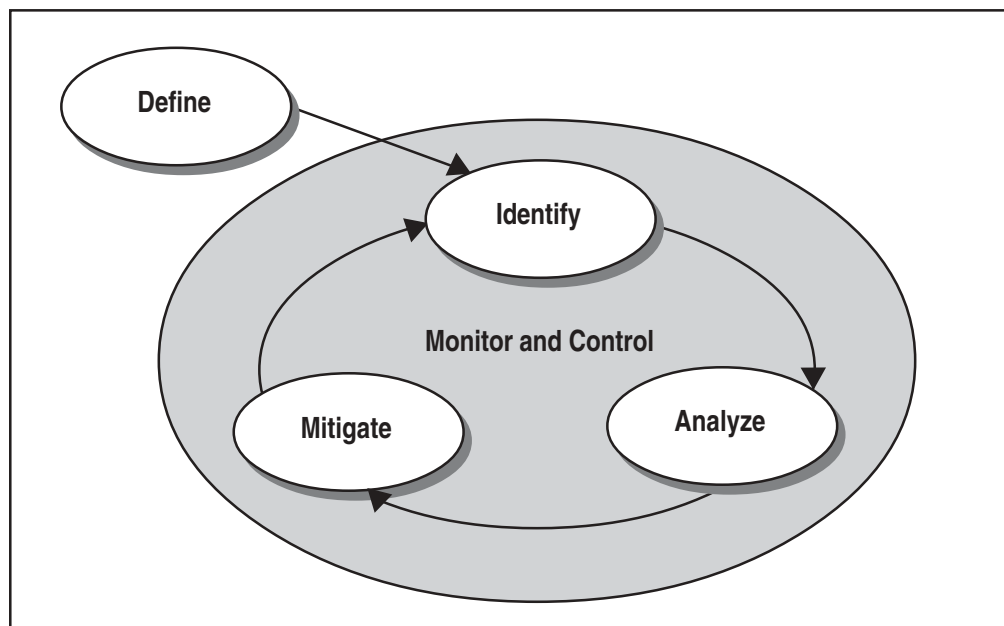 Define
Identify
Monitor and Control
Mitigate
Analyze